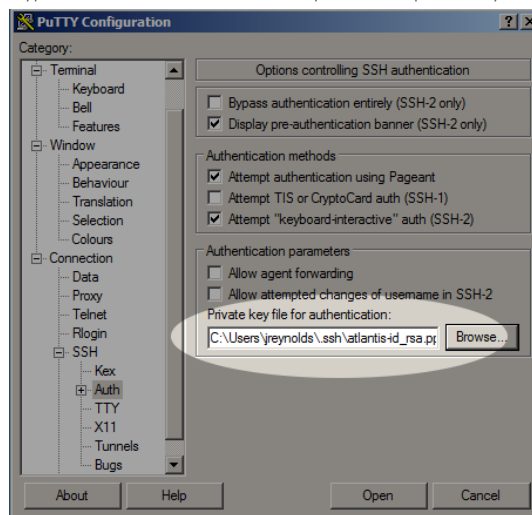 PuTTY Configuration
Category:
Terminal
Keyboard
Bell
Features
Window
Appearance
Behaviour
Translation
Selection
Colours
Connection
Data
Proxy
Telnet
Rlogin
SSH
Kex
Auth
TTY
X11
Tunnels
Bugs
Options controlling SSH authentication
Bypass authentication entirely (SSH-2 only)
Display pre-authentication banner (SSH-2 only)
Authentication methods
Attempt authentication using Pageant
Attempt TIS or CryptoCard auth (SSH-1)
Attempt "keyboard-interactive" auth (SSH-2)
Authentication parameters
Allow agent forwarding
Allow attempted changes of username in SSH-2
Private key file for authentication:
C:\Users\jreynolds\.ssh\atlantis-id_rsa.pp
Browse...
About
Help
Open
Cancel